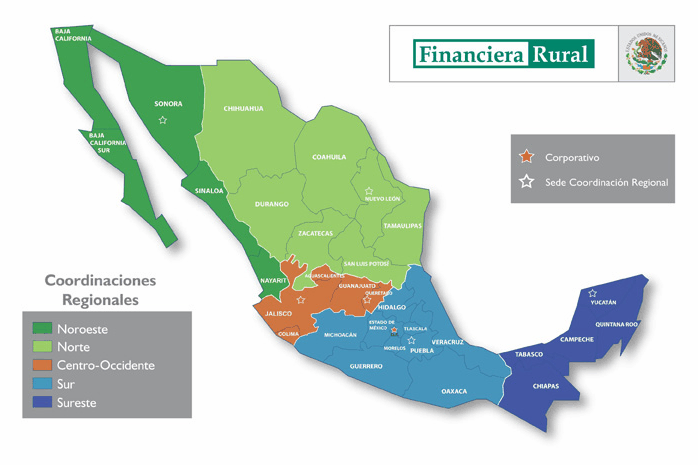 BAJA
CALIFORNIA
Financiera Rural
SONORA
CHIHUAHUA
BAJA
CALIFORNIA
SUR
COAHUILA
Corporativo
Sede Coordinación Regional
SINALOA
NUEVO LEÓN
DURANGO
TAMAULIPAS
ZACATECAS
SAN LUIS POTOSÍ
Coordinaciones
Regionales
NAYARIT
AGUASCALIENTES
GUANAJUATO
QUERÉTARO
HIDALGO
JALISCO
YUCATÁN
Noroeste
Norte
Centro-Occidente
Sur
Sureste
COLIMA
MICHOACÁN
ESTADO DE
MÉXICO
TLASCALA
VERACRUZ
MORELOS
PUEBLA
QUINTANA ROO
CAMPECHE
TABASCO
GUERRERO
OAXACA
CHIAPAS